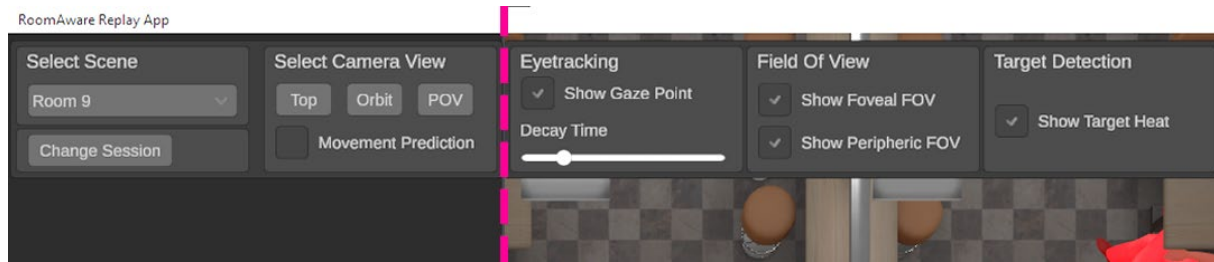 RoomAware Replay App
Select Scene
Room 9
Change Session
Select Camera View
Top Orbit POV
Movement Prediction
Eyetracking
Show Gaze Point
Decay Time
Field Of View
Show Foveal FOV
Show Peripheric FOV
Target Detection
Show Target Heat